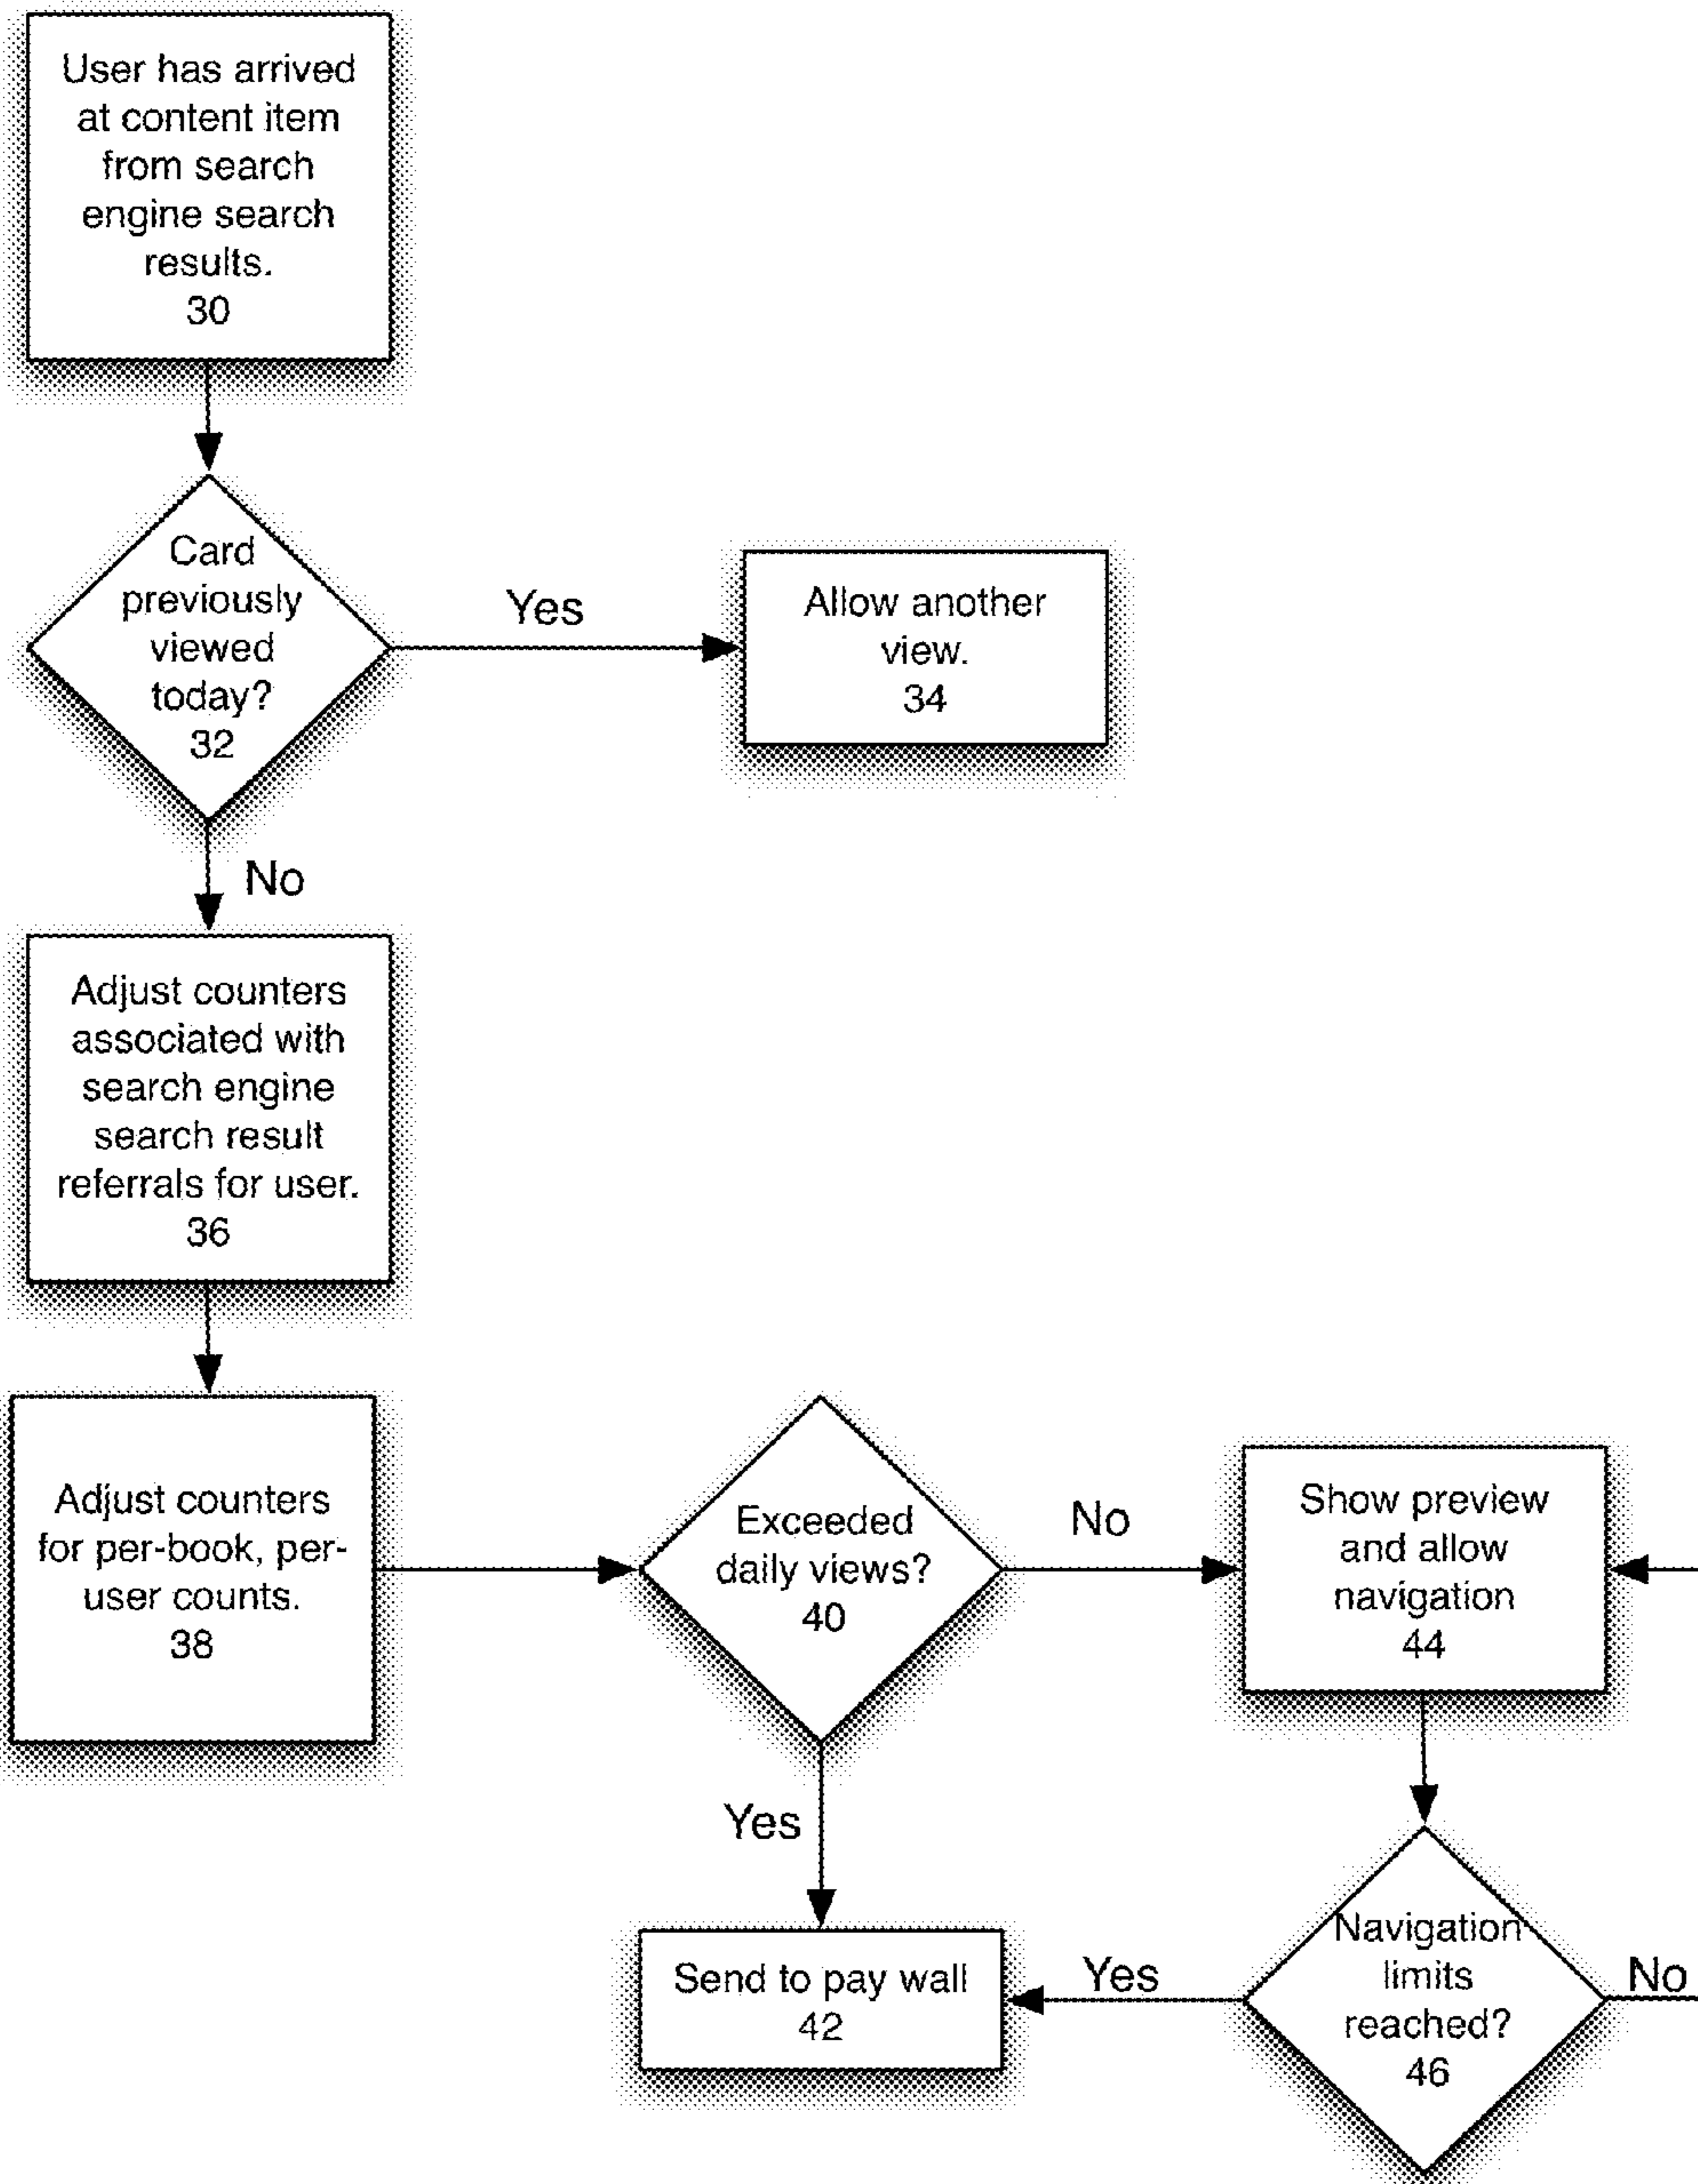 User has arrived
at content item
from search
engine search
results.
30
Card
previously
viewed
today?
32
Yes
Allow another
view.
34
No
Adjust counters
associated with
search engine
search result
referrals for user.
36
Adjust counters
for per-book, per-
user counts.
38
Exceeded
daily views?
40
No
Show preview
and allow
navigation
44
Yes
Send to pay wall
42
Yes
Navigation
limits
reached?
46
No